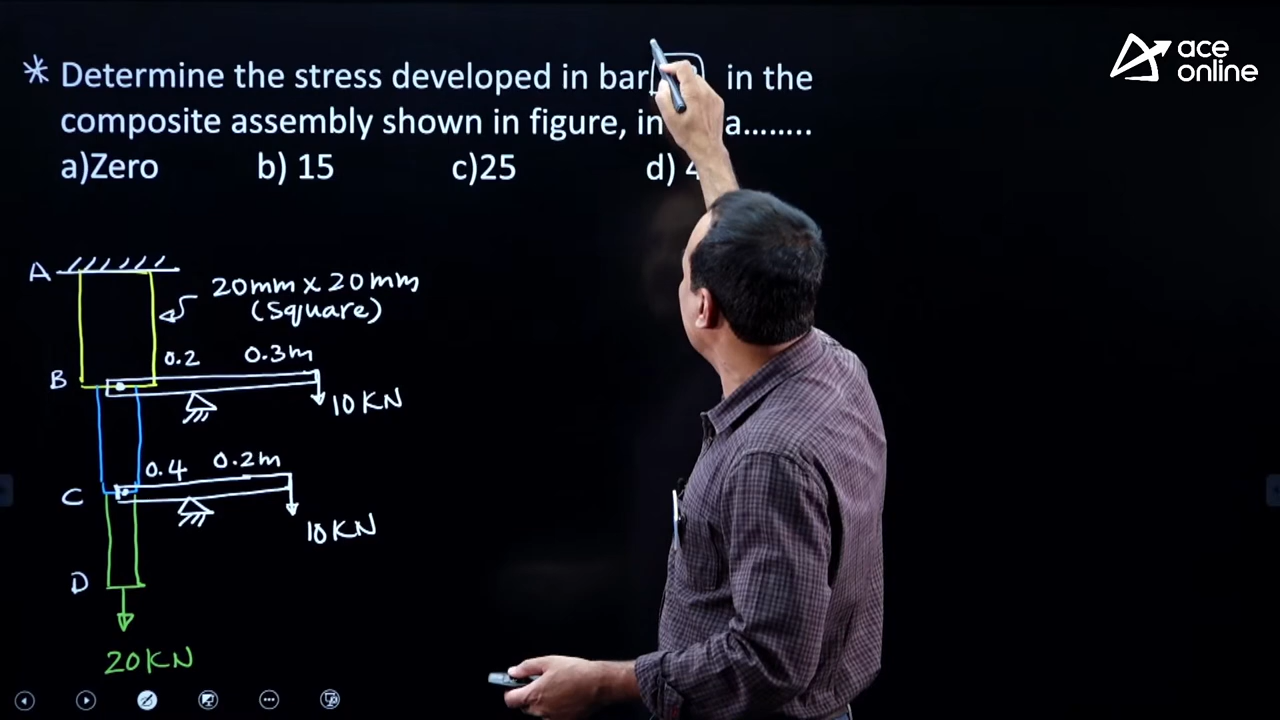 ace
online
* Determine the stress developed in bar in the
composite assembly shown in figure, in a........
a)Zero b) 15 c)25 d) 4
A
20mm x 20mm
(Square)
0.2 0.3m
B
10 KN
0.4 0.2m
C
10 KN
D
20 KN